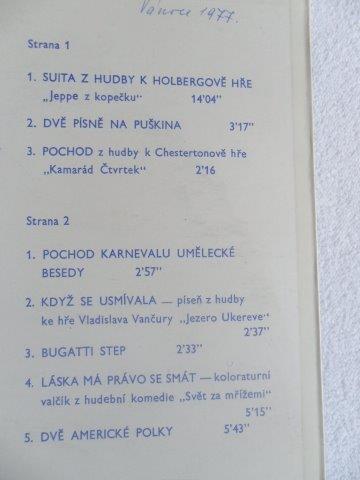 Vánoce 1977.
Strana 1
1. SUITA Z HUDBY K HOLBERGOVĚ HŘE
„Jeppe z kopečku“ 14’04”
2. DVĚ PÍSNĚ NA PUŠKINA 3’17”
3. POCHOD z hudby k Chestertonově hře
„Kamarád Čtvrtek“ 2’16
Strana 2
1. POCHOD KARNEVALU UMĚLECKÉ
BESEDY 2’57”
2. KDYŽ SE USMÍVALA — píseň z hudby
ke hře Vladislava Vančury „Jezero Ukereve“
2’37”
3. BUGATTI STEP 2’33”
4. LÁSKA MÁ PRÁVO SE SMÁT — koloraturní
valčík z hudební komedie „Svět za mřížemi“
5’15”
5. DVĚ AMERICKÉ POLKY 5’43”